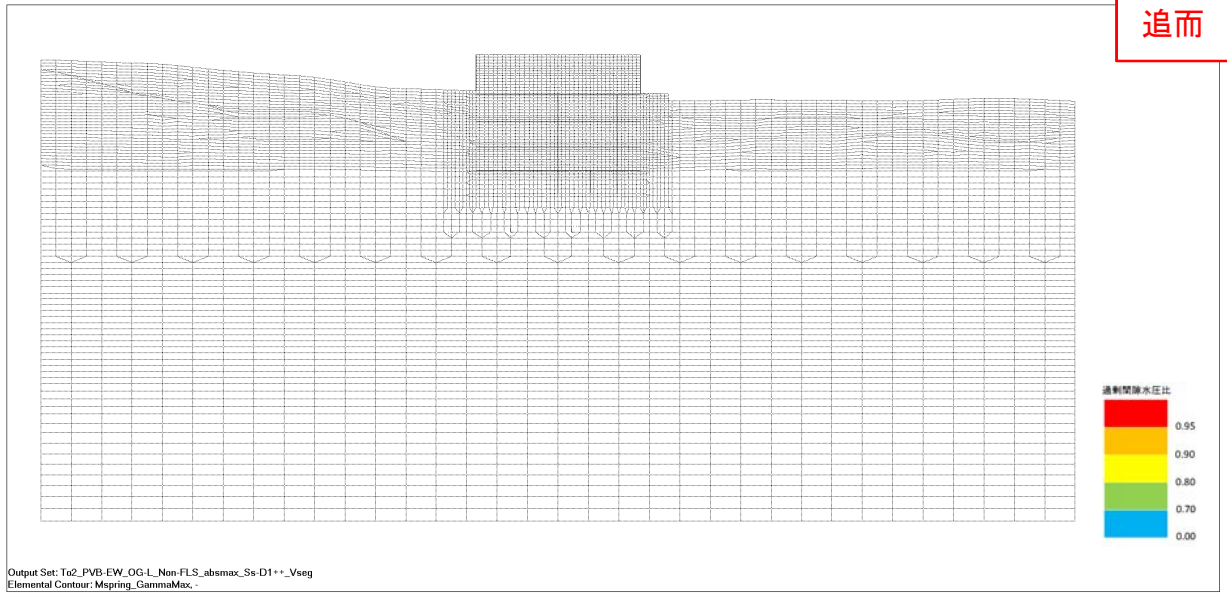 追而
過剰間隙水圧比
0.95
0.90
0.80
0.70
0.00
Output Set: To2_PVB-EW_OG-L_Non-FLS_absmax_Ss-D1++_Vseg
Elemental Contour: Mspring_GammaMax, -